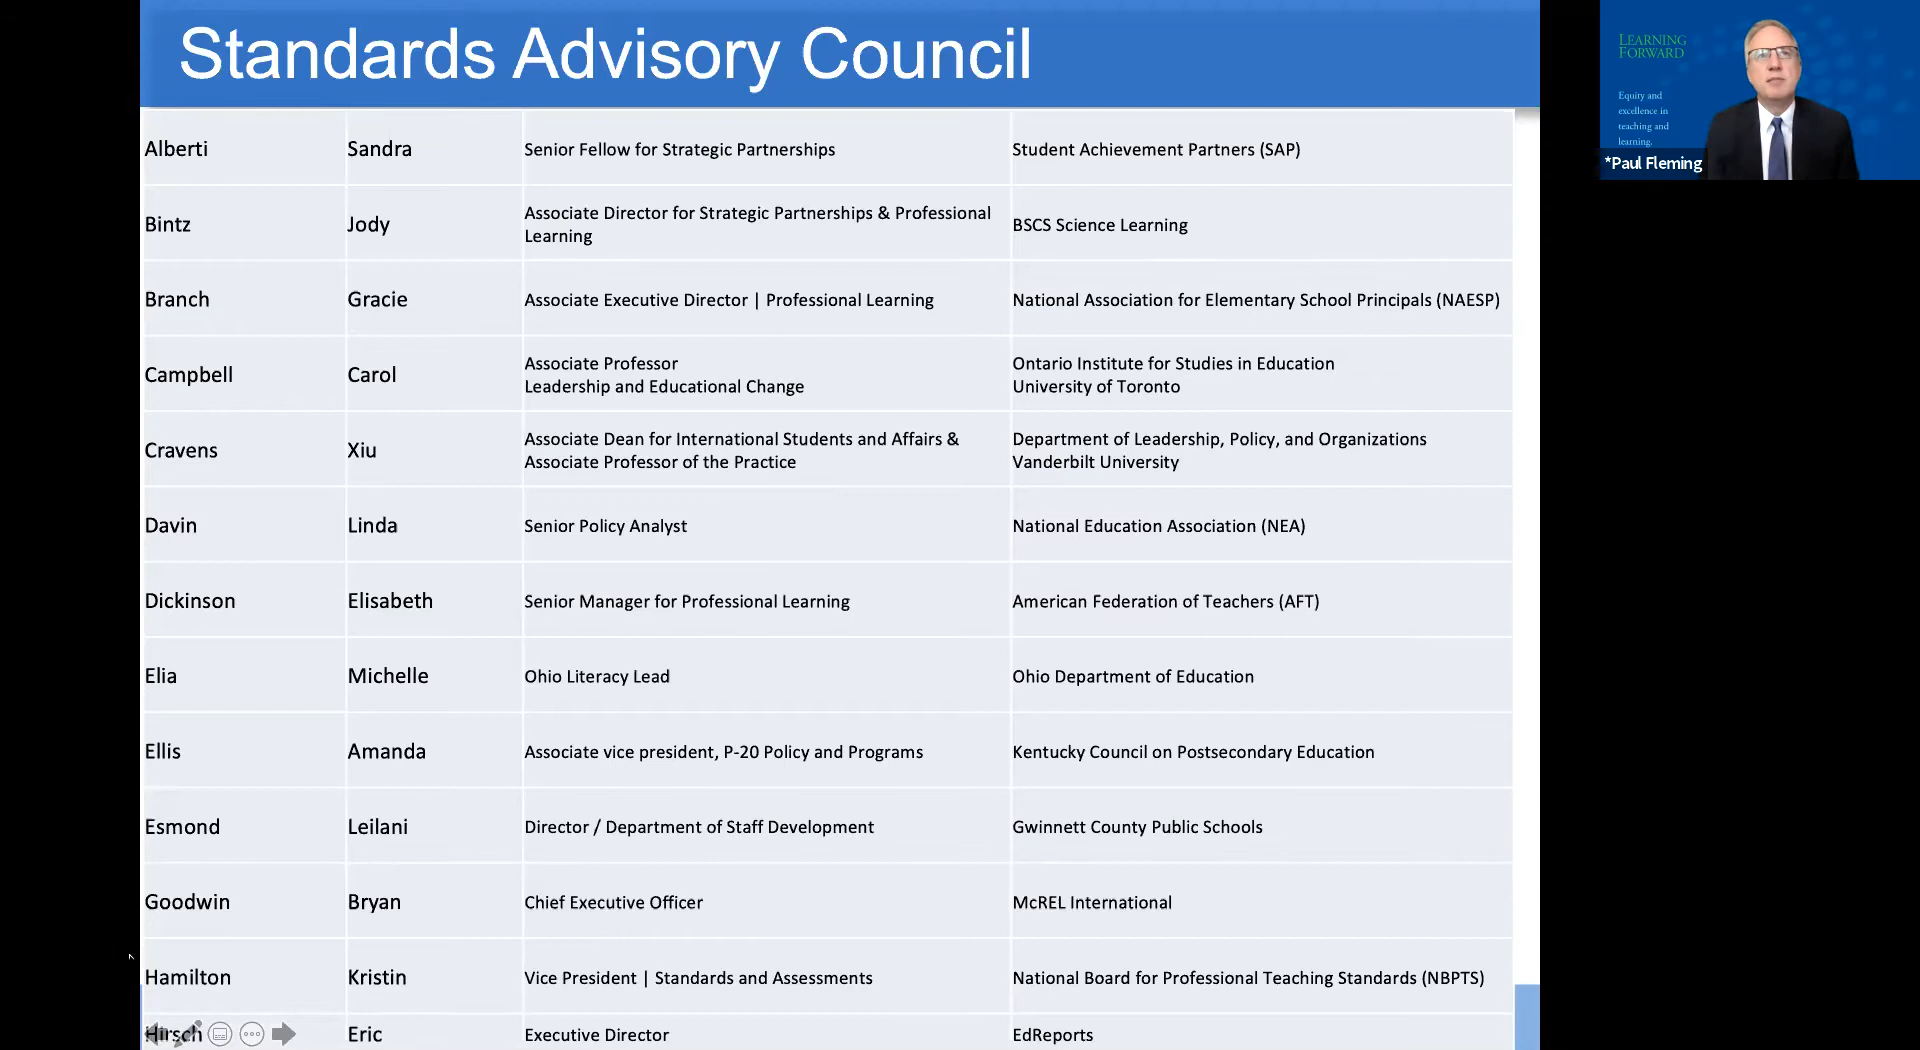 Standards Advisory Council
Alberti Sandra Senior Fellow for Strategic Partnerships Student Achievement Partners (SAP)
Bintz Jody Associate Director for Strategic Partnerships & Professional
Learning BSCS Science Learning
Branch Gracie Associate Executive Director | Professional Learning National Association for Elementary School Principals (NAESP)
Campbell Carol Associate Professor
Leadership and Educational Change Ontario Institute for Studies in Education
University of Toronto
Cravens Xiu Associate Dean for International Students and Affairs &
Associate Professor of the Practice Department of Leadership, Policy, and Organizations
Vanderbilt University
Davin Linda Senior Policy Analyst National Education Association (NEA)
Dickinson Elisabeth Senior Manager for Professional Learning American Federation of Teachers (AFT)
Elia Michelle Ohio Literacy Lead Ohio Department of Education
Ellis Amanda Associate vice president, P-20 Policy and Programs Kentucky Council on Postsecondary Education
Esmond Leilani Director / Department of Staff Development Gwinnett County Public Schools
Goodwin Bryan Chief Executive Officer McREL International
Hamilton Kristin Vice President | Standards and Assessments National Board for Professional Teaching Standards (NBPTS)
Hirsch Eric Executive Director EdReports
LEARNING
FORWARD
Equity and
excellence in
teaching and
learning.
*Paul Fleming